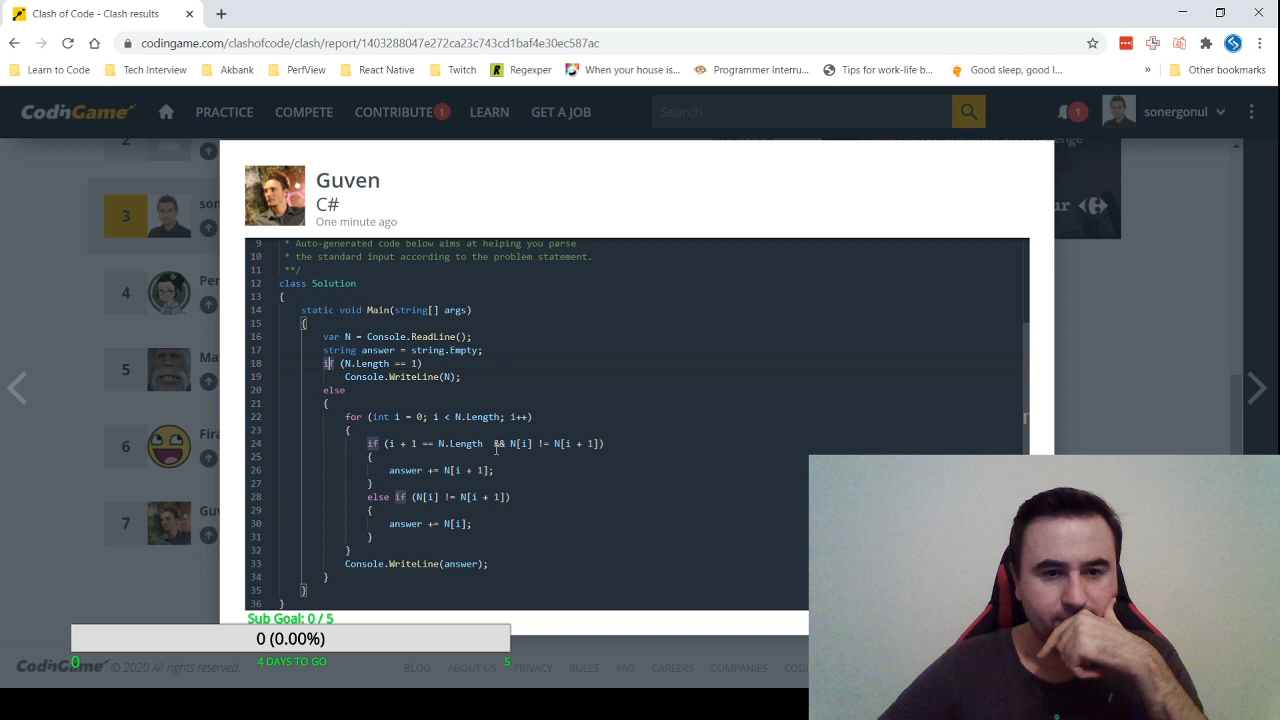 Clash of Code - Clash results
codingame.com/clashofcode/clash/report/1403288047e272ca23c743cd1baf4e30ec587ac
Learn to Code Tech Interview Akbank PerfView React Native Twitch Regexper When your house is... Programmer Interru... Tips for work-life b... Good sleep, good l... » Other bookmarks
CodinGame PRACTICE COMPETE CONTRIBUTE 1 LEARN GET A JOB Search 1 sonergonul
2
3 son
4 Per
5 Ma
6 Fira
7 Guv
Guven
C#
One minute ago
9 * Auto-generated code below aims at helping you parse
10 * the standard input according to the problem statement.
11 **/
12 class Solution
13 {
14 static void Main(string[] args)
15 {
16 var N = Console.ReadLine();
17 string answer = string.Empty;
18 if (N.Length == 1)
19 Console.WriteLine(N);
20 else
21 {
22 for (int i = 0; i < N.Length; i++)
23 {
24 if (i + 1 == N.Length && N[i] != N[i + 1])
25 {
26 answer += N[i + 1];
27 }
28 else if (N[i] != N[i + 1])
29 {
30 answer += N[i];
31 }
32 }
33 Console.WriteLine(answer);
34 }
35 }
36 }
Sub Goal: 0 / 5
0 (0.00%)
0 4 DAYS TO GO 5
CodinGame © 2020 All rights reserved. BLOG ABOUT US PRIVACY RULES FAQ CAREERS COMPANIES